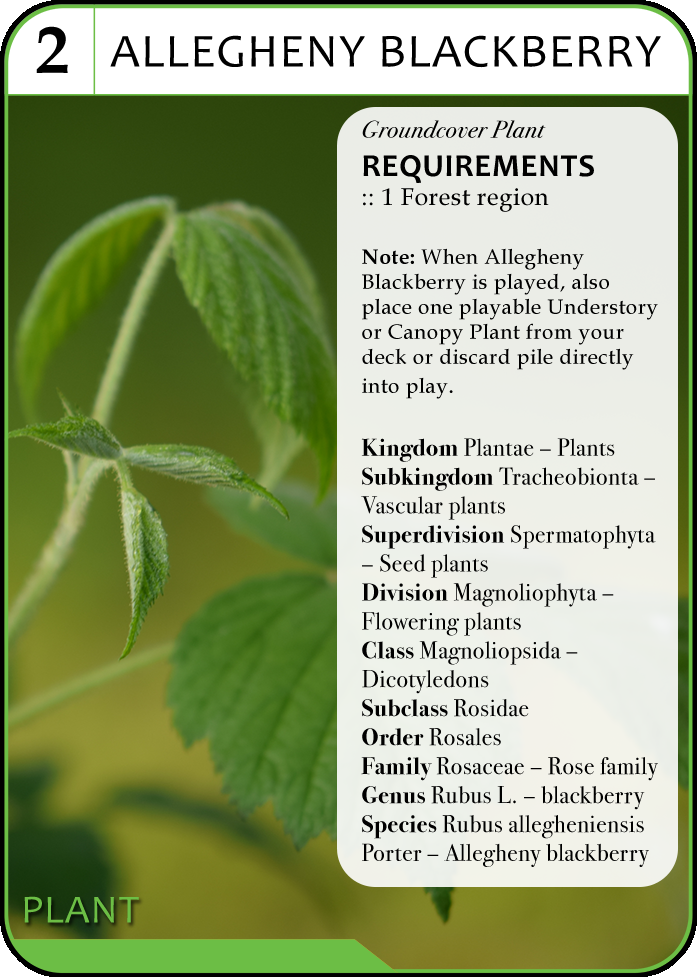 2
ALLEGHENY BLACKBERRY
Groundcover Plant
REQUIREMENTS
:: 1 Forest region
Note: When Allegheny
Blackberry is played, also
place one playable Understory
or Canopy Plant from your
deck or discard pile directly
into play.
Kingdom Plantae – Plants
Subkingdom Tracheobionta –
Vascular plants
Superdivision Spermatophyta
– Seed plants
Division Magnoliophyta –
Flowering plants
Class Magnoliopsida –
Dicotyledons
Subclass Rosidae
Order Rosales
Family Rosaceae – Rose family
Genus Rubus L. – blackberry
Species Rubus allegheniensis
Porter – Allegheny blackberry
PLANT